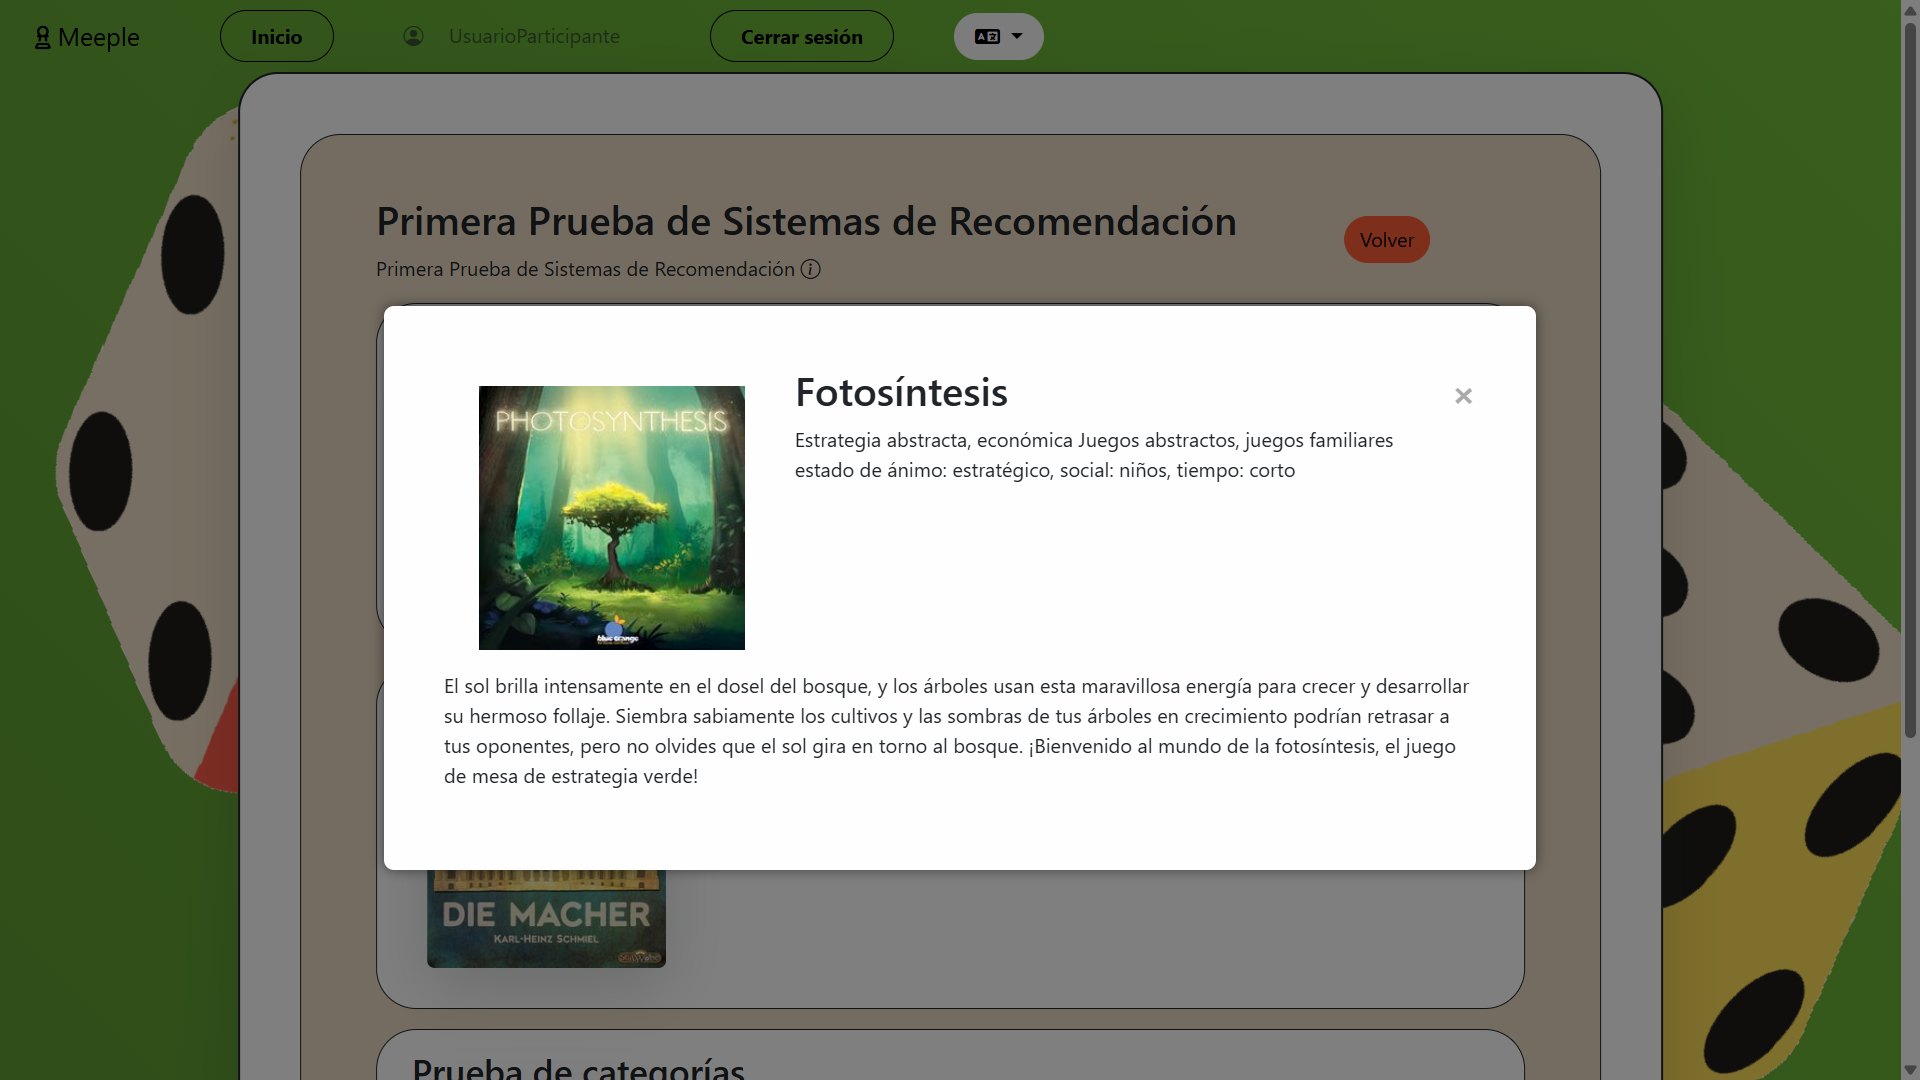 Meeple
Inicio
UsuarioParticipante
Cerrar sesión
Primera Prueba de Sistemas de Recomendación
Volver
Primera Prueba de Sistemas de Recomendación
PHOTOSYNTHESIS
blue orange
Fotosíntesis
×
Estrategia abstracta, económica Juegos abstractos, juegos familiares
estado de ánimo: estratégico, social: niños, tiempo: corto
El sol brilla intensamente en el dosel del bosque, y los árboles usan esta maravillosa energía para crecer y desarrollar
su hermoso follaje. Siembra sabiamente los cultivos y las sombras de tus árboles en crecimiento podrían retrasar a
tus oponentes, pero no olvides que el sol gira en torno al bosque. ¡Bienvenido al mundo de la fotosíntesis, el juego
de mesa de estrategia verde!
DIE MACHER
KARL-HEINZ SCHMIEL
Prueba de categorías